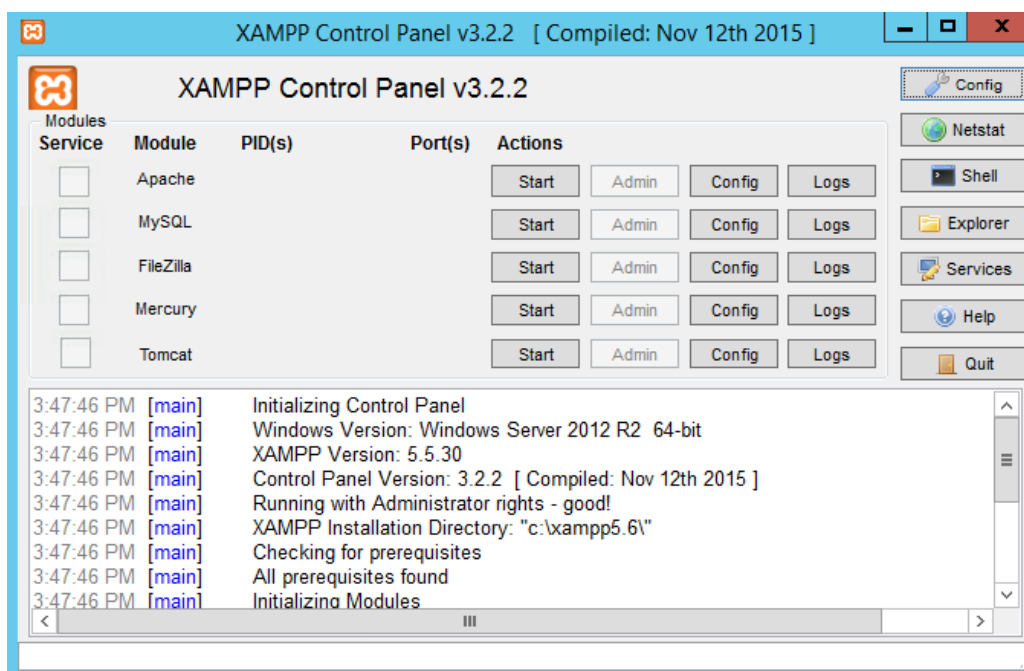 XAMPP Control Panel v3.2.2 [ Compiled: Nov 12th 2015 ]
XAMPP Control Panel v3.2.2
Config
Modules
Service Module PID(s) Port(s) Actions
Netstat
Apache Start Admin Config Logs
Shell
MySQL Start Admin Config Logs
Explorer
FileZilla Start Admin Config Logs
Services
Mercury Start Admin Config Logs
Help
Tomcat Start Admin Config Logs
Quit
3:47:46 PM [main] Initializing Control Panel
3:47:46 PM [main] Windows Version: Windows Server 2012 R2 64-bit
3:47:46 PM [main] XAMPP Version: 5.5.30
3:47:46 PM [main] Control Panel Version: 3.2.2 [ Compiled: Nov 12th 2015 ]
3:47:46 PM [main] Running with Administrator rights - good!
3:47:46 PM [main] XAMPP Installation Directory: "c:\xampp5.6\"
3:47:46 PM [main] Checking for prerequisites
3:47:46 PM [main] All prerequisites found
3:47:46 PM [main] Initializing Modules